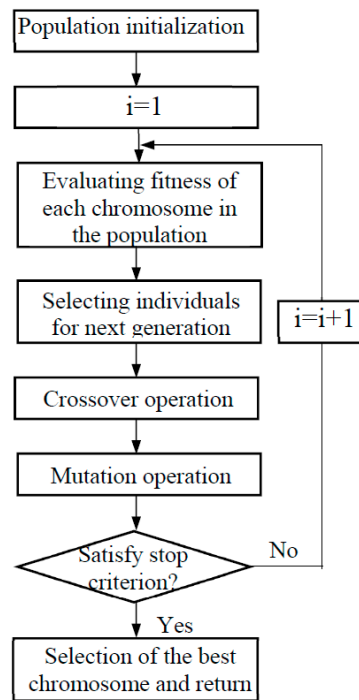 Population initialization
i=1
Evaluating fitness of
each chromosome in
the population
Selecting individuals
for next generation
i=i+1
Crossover operation
Mutation operation
Satisfy stop
criterion?
No
Yes
Selection of the best
chromosome and return